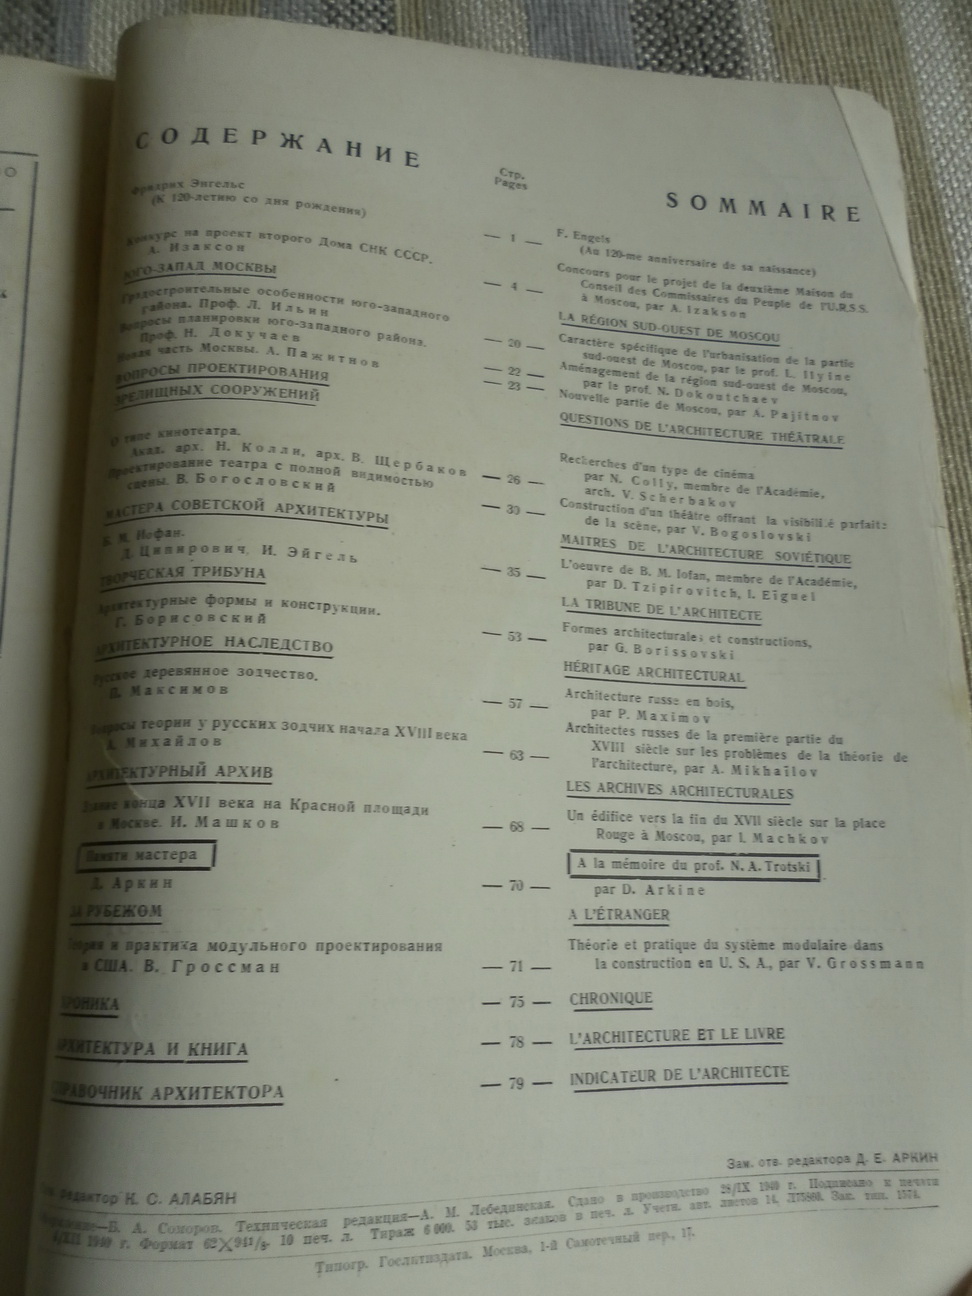 СОДЕРЖАНИЕ
Стр.
Pages
Фридрих Энгельс
(К 120-летию со дня рождения)
— 1 —
Конкурс на проект второго Дома СНК СССР.
А. Изаксон
— 4 —
ЮГО-ЗАПАД МОСКВЫ
Градостроительные особенности юго-западного
района. Проф. Л. Ильин
— 20 —
Вопросы планировки юго-западного района.
Проф. Н. Докучаев
— 22 —
Новая часть Москвы. А. Пажитнов
— 23 —
ВОПРОСЫ ПРОЕКТИРОВАНИЯ
ЗРЕЛИЩНЫХ СООРУЖЕНИЙ
О типе кинотеатра.
Акад. арх. Н. Колли, арх. В. Щербаков
— 26 —
Проектирование театра с полной видимостью
сцены. В. Богословский
— 30 —
МАСТЕРА СОВЕТСКОЙ АРХИТЕКТУРЫ
Б. М. Иофан.
Д. Ципирович, И. Эйгель
— 35 —
ТВОРЧЕСКАЯ ТРИБУНА
Архитектурные формы и конструкции.
Г. Борисовский
— 53 —
АРХИТЕКТУРНОЕ НАСЛЕДСТВО
Русское деревянное зодчество.
П. Максимов
— 57 —
Вопросы теории у русских зодчих начала XVIII века
А. Михайлов
— 63 —
АРХИТЕКТУРНЫЙ АРХИВ
Здание конца XVII века на Красной площади
в Москве. И. Машков
— 68 —
Памяти мастера
Д. Аркин
— 70 —
ЗА РУБЕЖОМ
Теория и практика модульного проектирования
в США. В. Гроссман
— 71 —
ХРОНИКА
— 75 —
АРХИТЕКТУРА И КНИГА
— 78 —
СПРАВОЧНИК АРХИТЕКТОРА
— 79 —
SOMMAIRE
F. Engels
(Au 120-me anniversaire de sa naissance)
Concours pour le projet de la deuxième Maison du
Conseil des Commissaires du Peuple de l'U.R.S.S.
à Moscou, par A. Izakson
LA RÉGION SUD-OUEST DE MOSCOU
Caractère spécifique de l'urbanisation de la partie
sud-ouest de Moscou, par le prof. L. Ilyine
Aménagement de la région sud-ouest de Moscou,
par le prof. N. Dokoutchaev
Nouvelle partie de Moscou, par A. Pajitnov
QUESTIONS DE L'ARCHITECTURE THÉÂTRALE
Recherches d'un type de cinéma
par N. Colly, membre de l'Académie,
arch. V. Scherbakov
Construction d'un théâtre offrant la visibilité parfaite
de la scène, par V. Bogoslovski
MAITRES DE L'ARCHITECTURE SOVIÉTIQUE
L'oeuvre de B. M. Iofan, membre de l'Académie,
par D. Tzipirovitch, I. Eiguel
LA TRIBUNE DE L'ARCHITECTE
Formes architecturales et constructions,
par G. Borissovski
HÉRITAGE ARCHITECTURAL
Architecture russe en bois,
par P. Maximov
Architectes russes de la première partie du
XVIII siècle sur les problèmes de la théorie de
l'architecture, par A. Mikhaïlov
LES ARCHIVES ARCHITECTURALES
Un édifice vers la fin du XVII siècle sur la place
Rouge à Moscou, par I. Machkov
A la mémoire du prof. N. A. Trotski
par D. Arkine
A L'ÉTRANGER
Théorie et pratique du système modulaire dans
la construction en U. S. A., par V. Grossmann
CHRONIQUE
L'ARCHITECTURE ET LE LIVRE
INDICATEUR DE L'ARCHITECTE
редактор К. С. АЛАБЯН
Зам. отв. редактора Д. Е. АРКИН
В. А. Соморов. Техническая редакция—А. М. Лебединская. Сдано в производство 28/IX 1940 г. Подписано к печати
/XII 1940 г. Формат 62×94¹/₈. 10 печ. л. Тираж 6 000. 53 тыс. знаков в печ. л. Учетн. авт. листов 14. Зак. тип. 1574.
Типогр. Гослитиздата. Москва, 1-й Самотечный пер., 17.